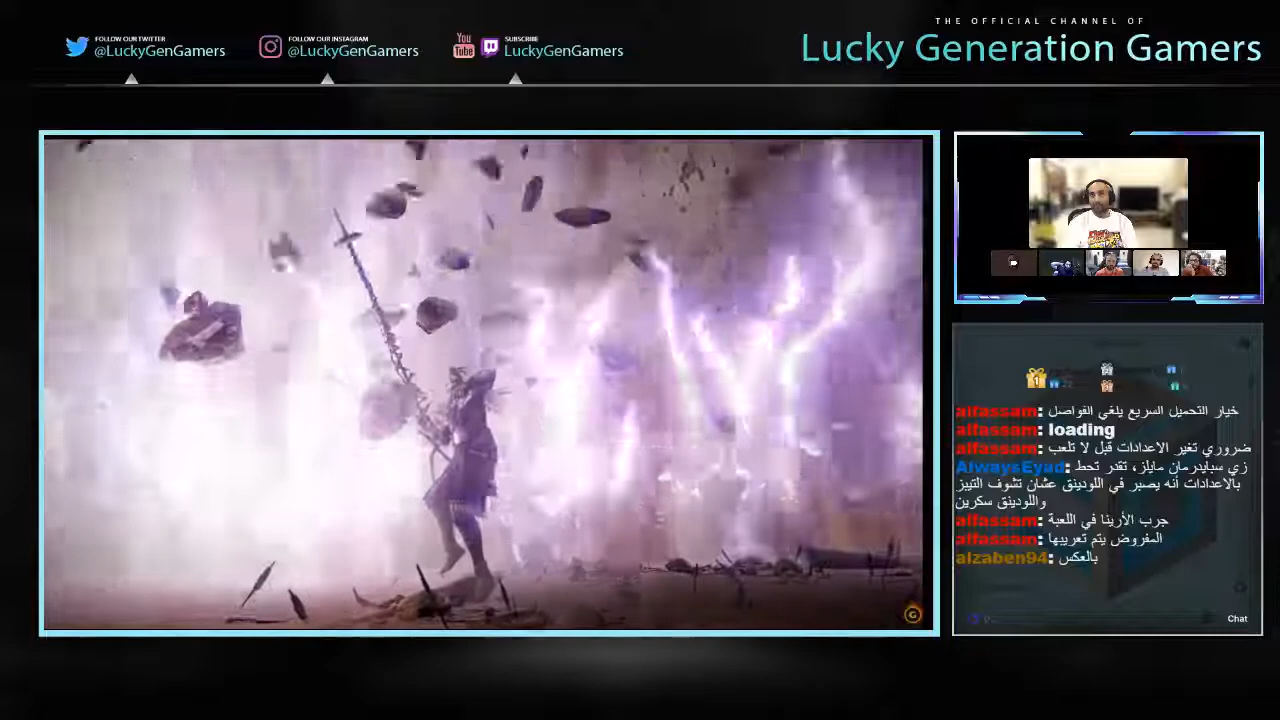 THE OFFICIAL CHANNEL OF
Lucky Generation Gamers
FOLLOW OUR TWITTER
@LuckyGenGamers
FOLLOW OUR INSTAGRAM
@LuckyGenGamers
You
Tube
SUBSCRIBE
LuckyGenGamers
alfassam: خيار التحميل السريع يلغي الفواصل
alfassam: loading
alfassam: ضروري تغير الاعدادات قبل لا تلعب
AlwaysEyad: زي سبايدرمان مايلز، تقدر تحط
بالاعدادات أنه يصبر في اللودينق عشان تشوف التيبز
واللودينق سكرين
alfassam: جرب الأرينا في اللعبة
alfassam: المفروض يتم تعريبها
alzaben94: بالعكس
Chat